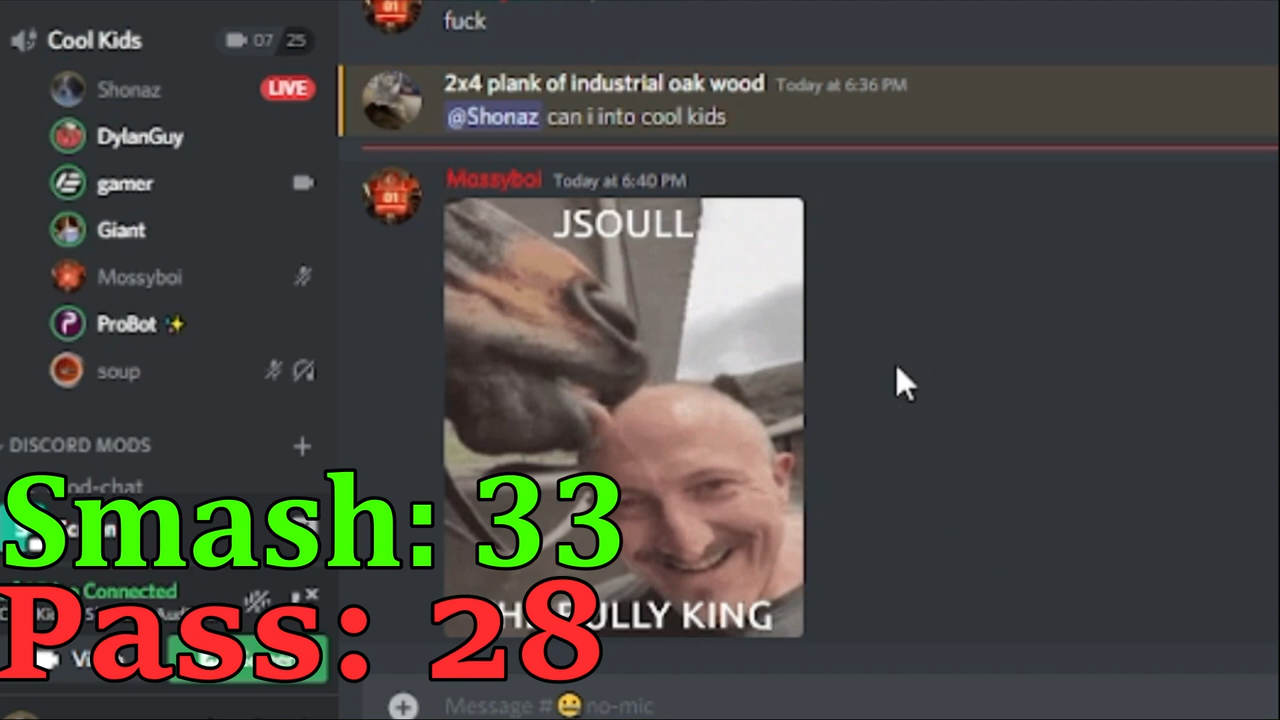 Cool Kids 07 25
Shonaz LIVE
DylanGuy
gamer
Giant
Mossyboi
ProBot
soup
DISCORD MODS
od-chat
Smash: 33
Connected
Pass: 28
fuck
2x4 plank of industrial oak wood Today at 6:36 PM
@Shonaz can i into cool kids
Mossyboi Today at 6:40 PM
JSOULL
KING
Message # no-mic